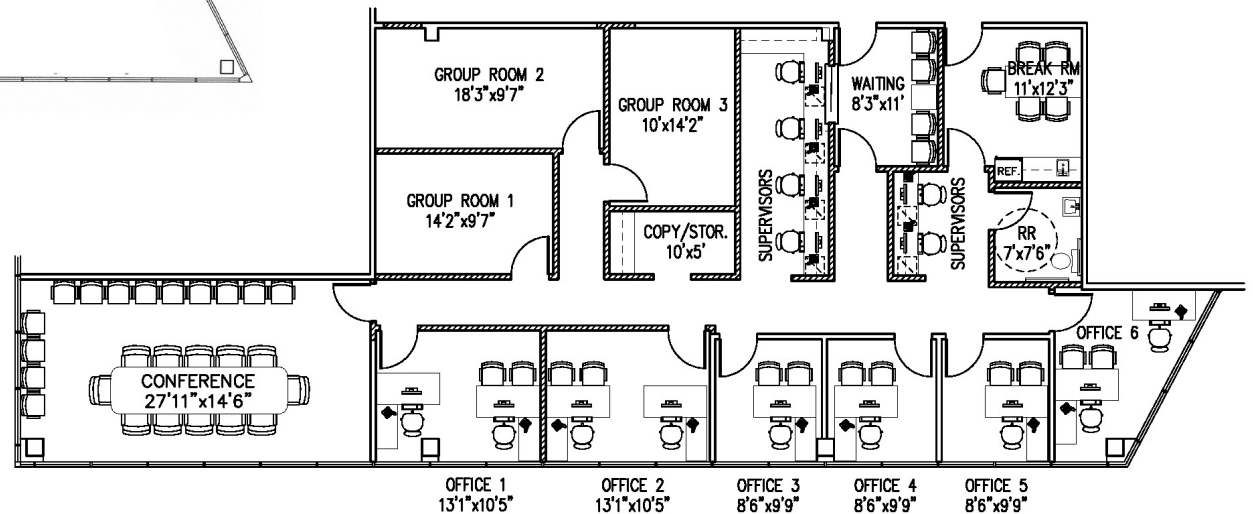 GROUP ROOM 2
18'3"x9'7"
GROUP ROOM 3
10'x14'2"
WAITING
8'3"x11'
BREAK RM
11'x12'3"
GROUP ROOM 1
14'2"x9'7"
COPY/STOR.
10'x5'
SUPERVISORS
SUPERVISORS
REF.
RR
7'x7'6"
CONFERENCE
27'11"x14'6"
OFFICE 6
OFFICE 1
13'1"x10'5"
OFFICE 2
13'1"x10'5"
OFFICE 3
8'6"x9'9"
OFFICE 4
8'6"x9'9"
OFFICE 5
8'6"x9'9"